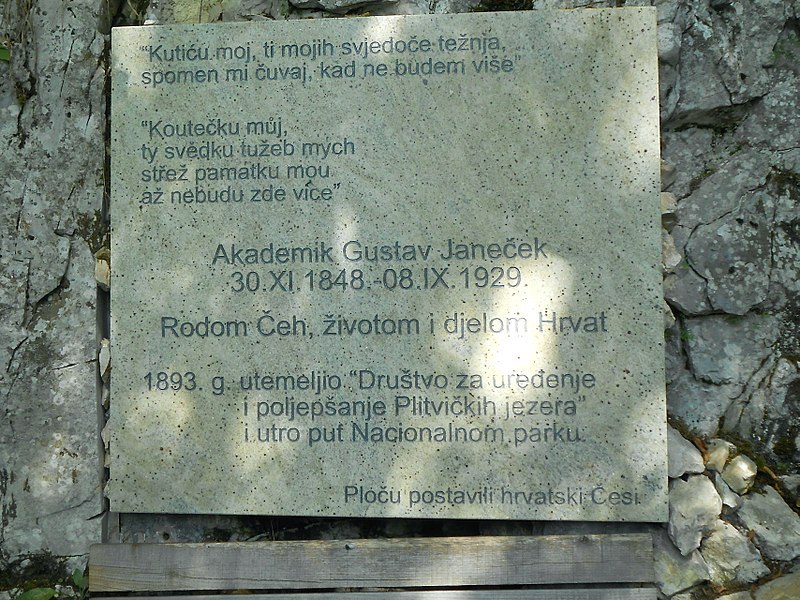 “Kutiću moj, ti mojih svjedoče težnja,
spomen mi čuvaj, kad ne budem više”
“Koutečku můj,
ty svědku tužeb mých
střež památku mou
až nebudu zde více”
Akademik Gustav Janeček
30.XI.1848.-08.IX.1929.
Rodom Čeh, životom i djelom Hrvat
1893. g. utemeljio “Društvo za uređenje
i poljepšanje Plitvičkih jezera”
i utro put Nacionalnom parku.
Ploču postavili hrvatski Česi